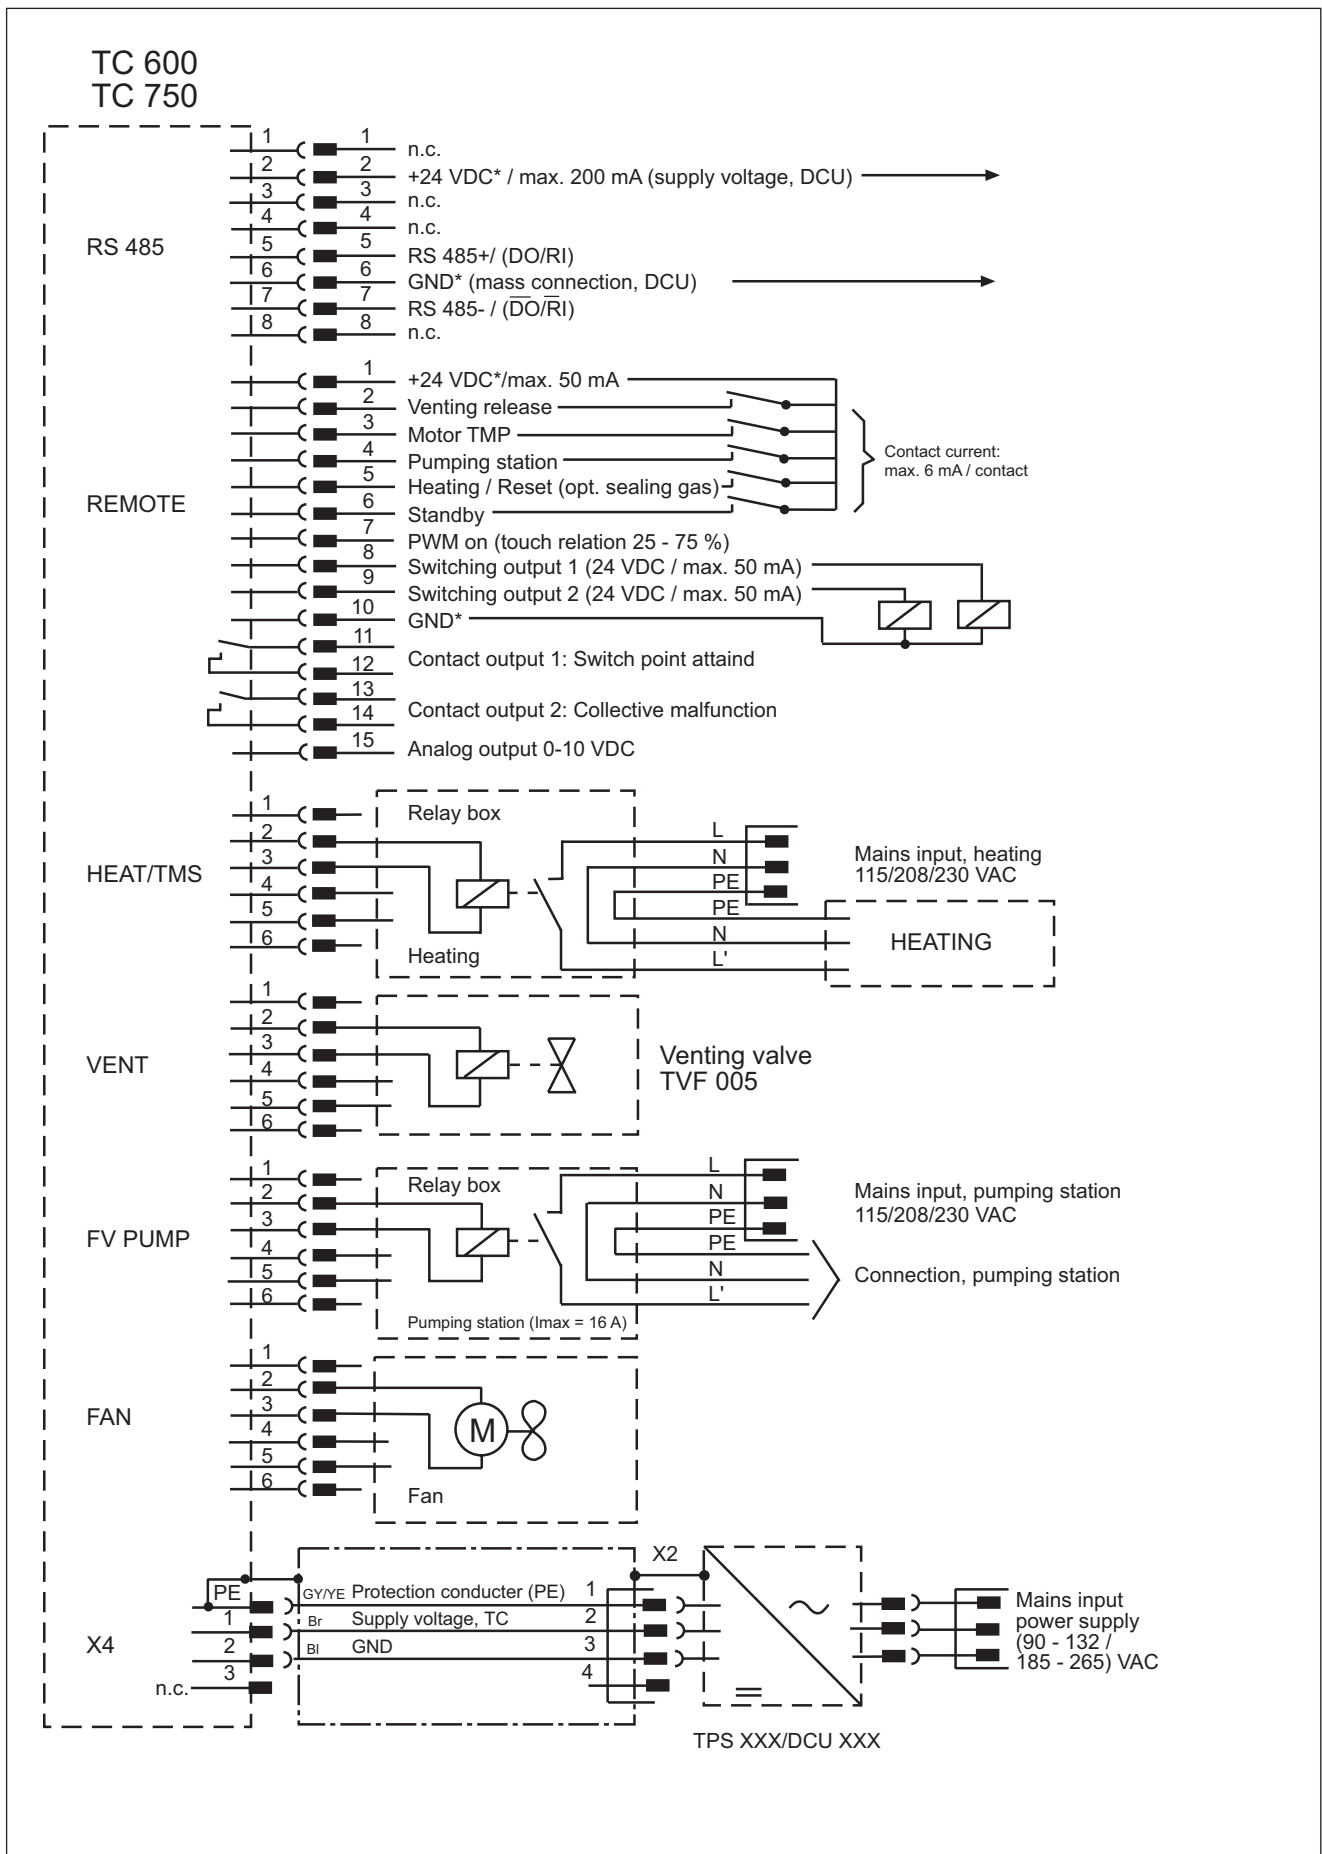 TC 600
TC 750
RS 485
1 1 n.c.
2 2 +24 VDC* / max. 200 mA (supply voltage, DCU)
3 3 n.c.
4 4 n.c.
5 5 RS 485+/ (DO/RI)
6 6 GND* (mass connection, DCU)
7 7 RS 485- / (D̅O̅/R̅I̅)
8 8 n.c.
REMOTE
1 +24 VDC*/max. 50 mA
2 Venting release
3 Motor TMP
4 Pumping station
5 Heating / Reset (opt. sealing gas)
6 Standby
Contact current:
max. 6 mA / contact
7 PWM on (touch relation 25 - 75 %)
8 Switching output 1 (24 VDC / max. 50 mA)
9 Switching output 2 (24 VDC / max. 50 mA)
10 GND*
11
12 Contact output 1: Switch point attaind
13
14 Contact output 2: Collective malfunction
15 Analog output 0-10 VDC
HEAT/TMS
1
2
3
4
5
6
Relay box
Heating
L
N
PE
PE
N
L'
Mains input, heating
115/208/230 VAC
HEATING
VENT
1
2
3
4
5
6
Venting valve
TVF 005
FV PUMP
1
2
3
4
5
6
Relay box
Pumping station (Imax = 16 A)
L
N
PE
PE
N
L'
Mains input, pumping station
115/208/230 VAC
Connection, pumping station
FAN
1
2
3
4
5
6
M
Fan
X4
PE
1
2
3
n.c.
GY/YE Protection conducter (PE) 1
Br Supply voltage, TC 2
Bl GND 3
4
X2
TPS XXX/DCU XXX
Mains input
power supply
(90 - 132 /
185 - 265) VAC